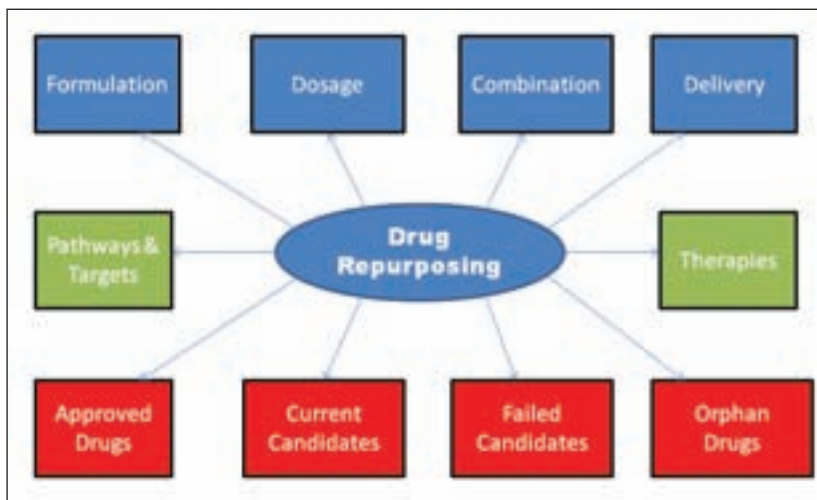 Formulation
Dosage
Combination
Delivery
Pathways &
Targets
Drug
Repurposing
Therapies
Approved
Drugs
Current
Candidates
Failed
Candidates
Orphan
Drugs